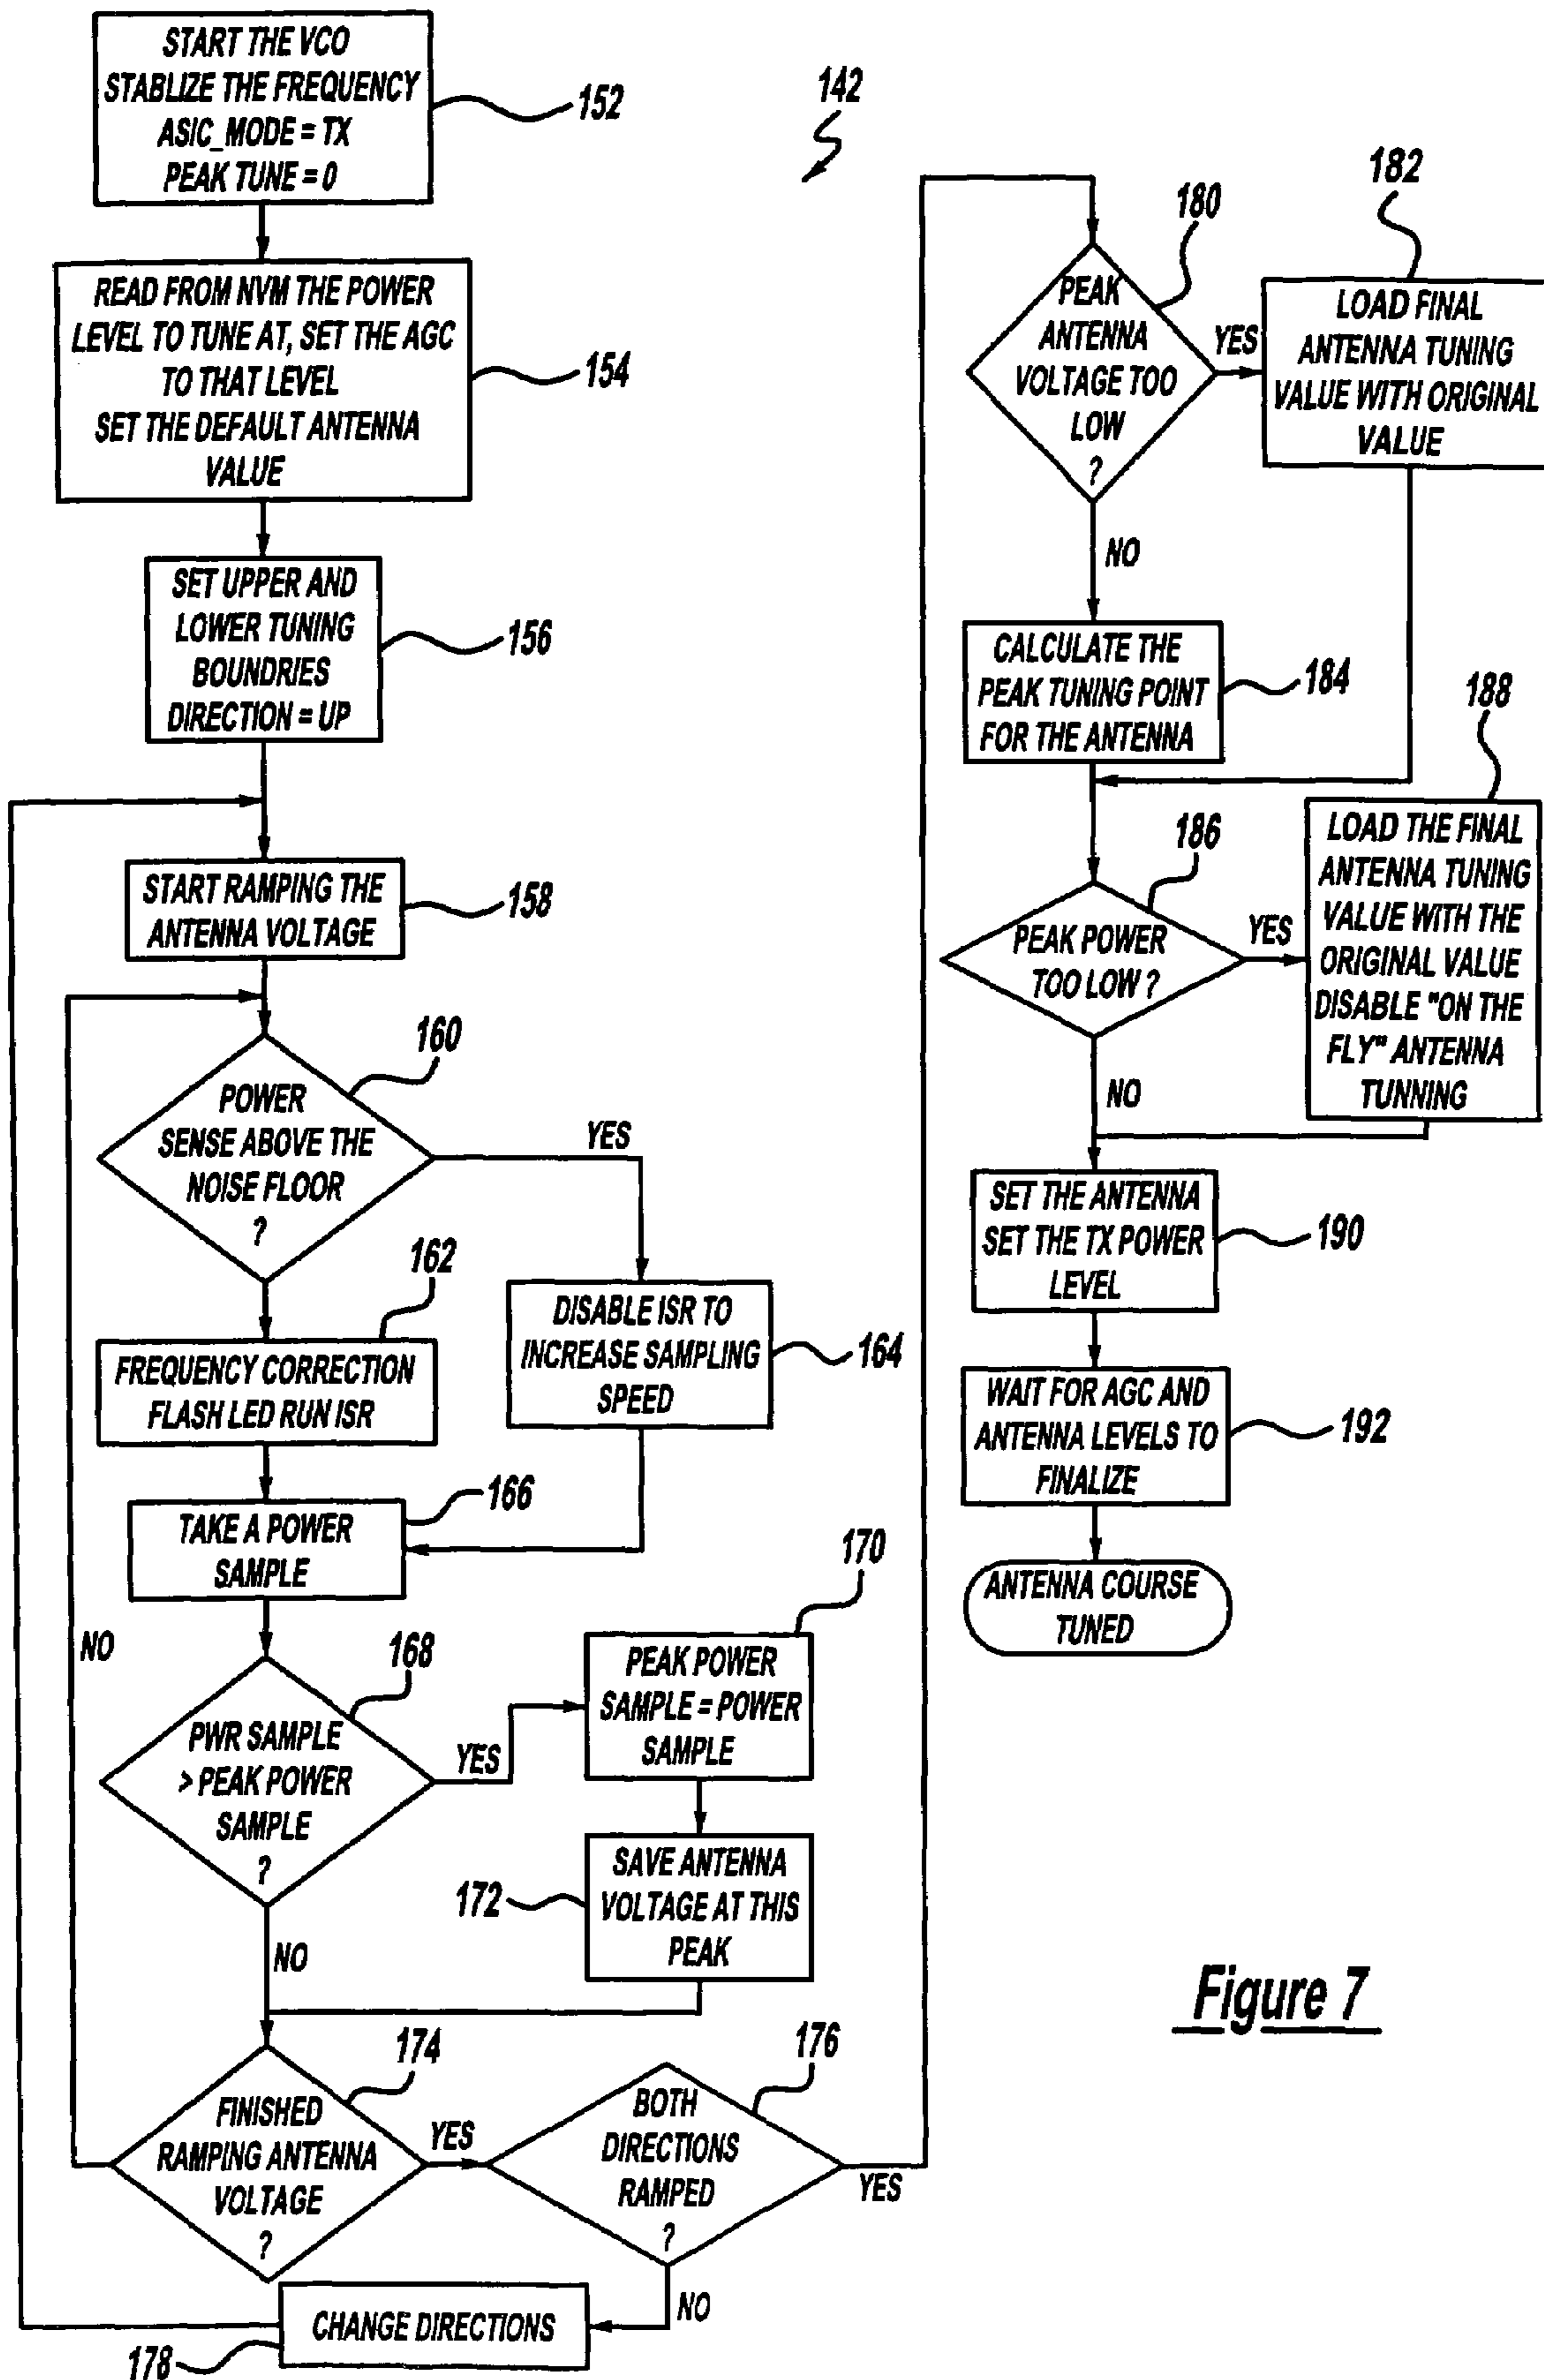 START THE VCO
STABLIZE THE FREQUENCY
ASIC_MODE = TX
PEAK TUNE = 0
152
142
READ FROM NVM THE POWER
LEVEL TO TUNE AT, SET THE AGC
TO THAT LEVEL
SET THE DEFAULT ANTENNA
VALUE
154
SET UPPER AND
LOWER TUNING
BOUNDRIES
DIRECTION = UP
156
START RAMPING THE
ANTENNA VOLTAGE
158
POWER
SENSE ABOVE THE
NOISE FLOOR
?
160
YES
162
FREQUENCY CORRECTION
FLASH LED RUN ISR
DISABLE ISR TO
INCREASE SAMPLING
SPEED
164
TAKE A POWER
SAMPLE
166
NO
PWR SAMPLE
> PEAK POWER
SAMPLE
?
168
YES
NO
170
PEAK POWER
SAMPLE = POWER
SAMPLE
SAVE ANTENNA
VOLTAGE AT THIS
PEAK
172
FINISHED
RAMPING ANTENNA
VOLTAGE
?
174
YES
BOTH
DIRECTIONS
RAMPED
?
176
YES
NO
CHANGE DIRECTIONS
178
PEAK
ANTENNA
VOLTAGE TOO
LOW
?
180
YES
NO
182
LOAD FINAL
ANTENNA TUNING
VALUE WITH ORIGINAL
VALUE
CALCULATE THE
PEAK TUNING POINT
FOR THE ANTENNA
184
PEAK POWER
TOO LOW ?
186
YES
NO
188
LOAD THE FINAL
ANTENNA TUNING
VALUE WITH THE
ORIGINAL VALUE
DISABLE "ON THE
FLY" ANTENNA
TUNNING
SET THE ANTENNA
SET THE TX POWER
LEVEL
190
WAIT FOR AGC AND
ANTENNA LEVELS TO
FINALIZE
192
ANTENNA COURSE
TUNED
Figure 7